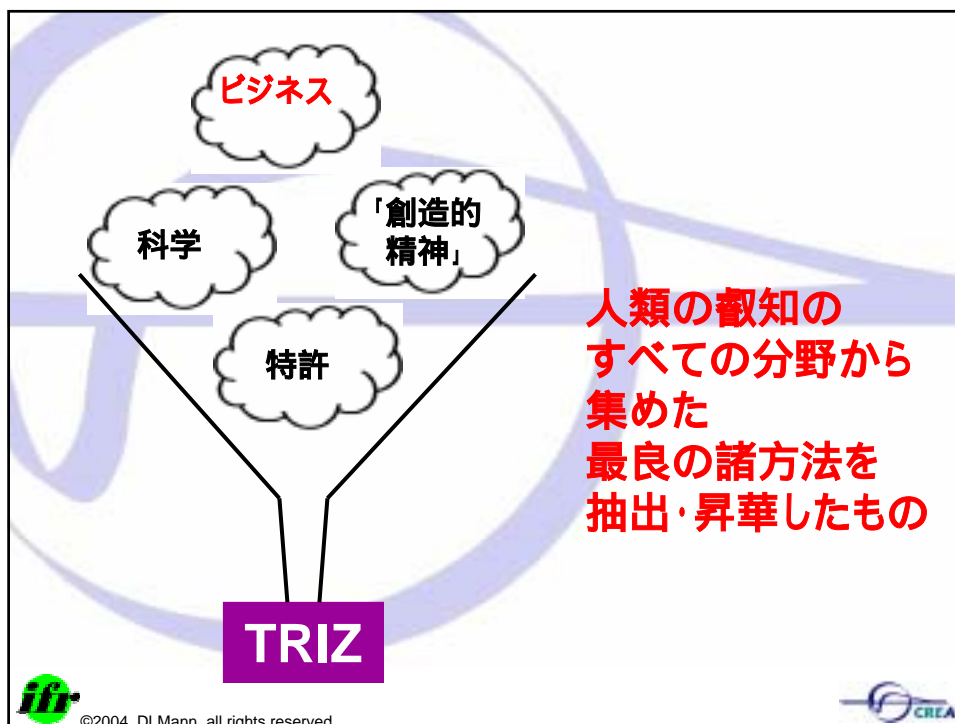 ビジネス
科学
「創造的
精神」
特許
人類の叡知の
すべての分野から
集めた
最良の諸方法を
抽出・昇華したもの
TRIZ
ifr
©2004, DLMann, all rights reserved
CREA